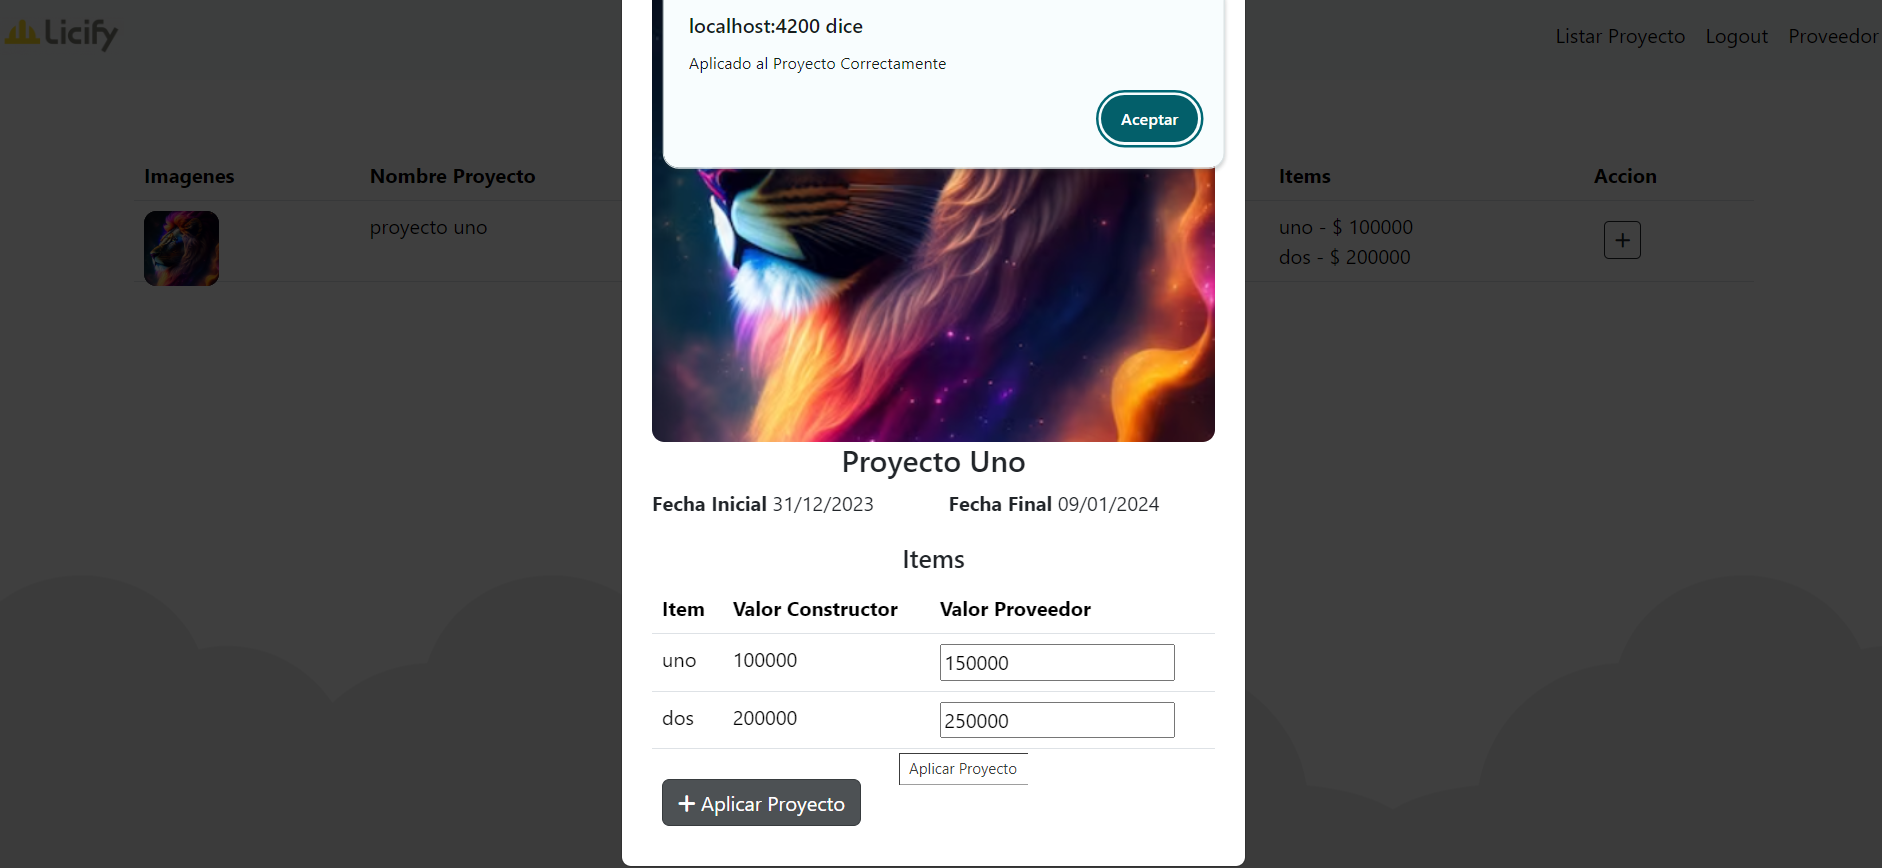 Licify
Listar Proyecto Logout Proveedor
localhost:4200 dice
Aplicado al Proyecto Correctamente
Aceptar
Imagenes Nombre Proyecto Items Accion
proyecto uno
uno - $ 100000
dos - $ 200000
Proyecto Uno
Fecha Inicial 31/12/2023 Fecha Final 09/01/2024
Items
Item Valor Constructor Valor Proveedor
uno 100000 150000
dos 200000 250000
Aplicar Proyecto
+ Aplicar Proyecto